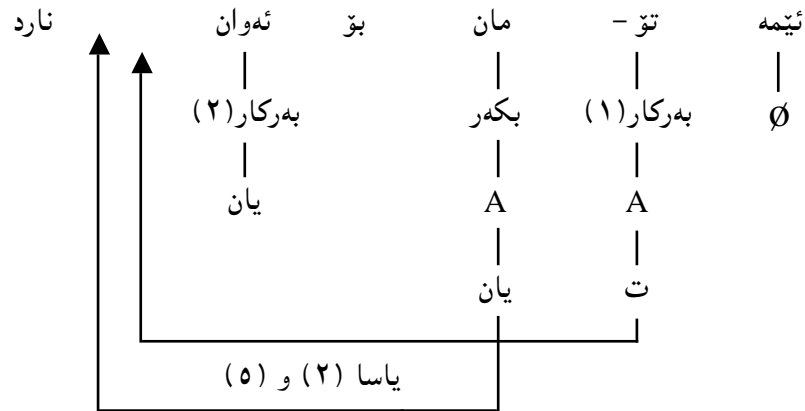 ئێمە تۆ - مان بۆ ئەوان نارد
Ø بەرکار(١) بکەر بەرکار(٢)
A A یان
ت یان
یاسا (٢) و (٥)